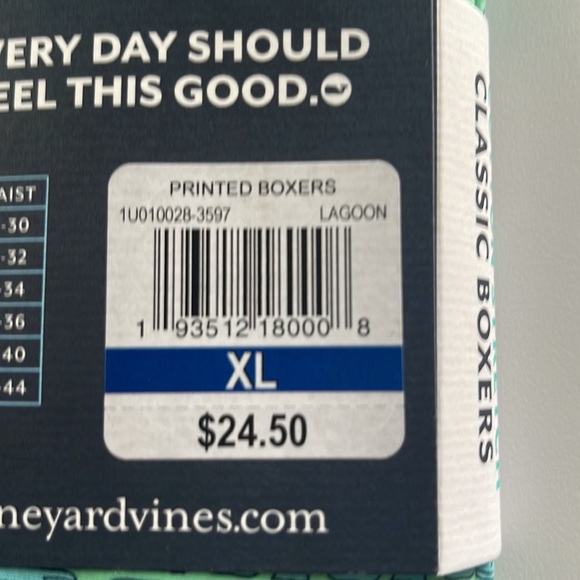 VERY DAY SHOULD
EEL THIS GOOD.
AIST
-30
-32
-34
-36
40
-44
PRINTED BOXERS
1U010028-3597 LAGOON
1 93512 18000 8
XL
$24.50
neyardvines.com
CLASSIC BOXERS